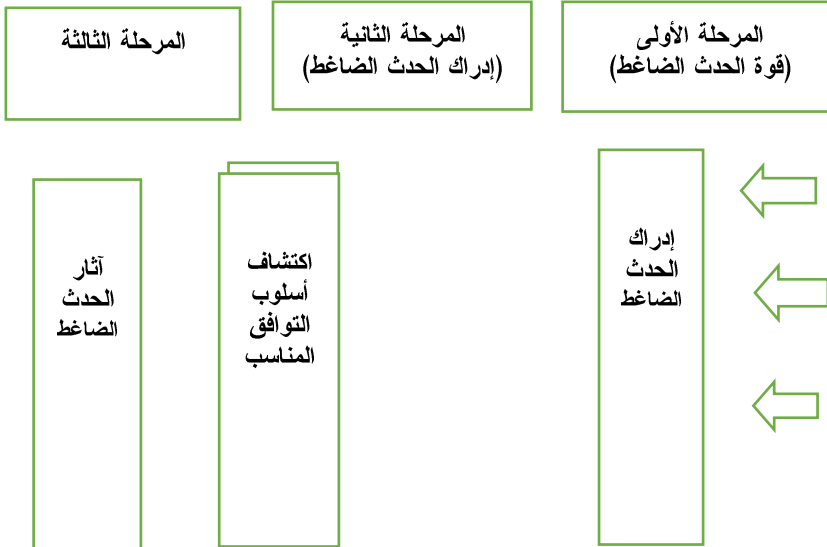 المرحلة الأولى
(قوة الحدث الضاغط)
المرحلة الثانية
(إدراك الحدث الضاغط)
المرحلة الثالثة
إدراك
الحدث
الضاغط
اكتشاف
أسلوب
التوافق
المناسب
آثار
الحدث
الضاغط